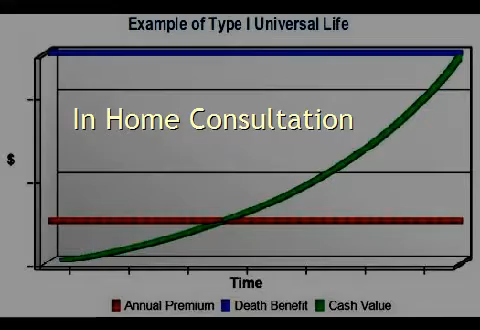 Example of Type I Universal Life
In Home Consultation
$
Time
Annual Premium Death Benefit Cash Value